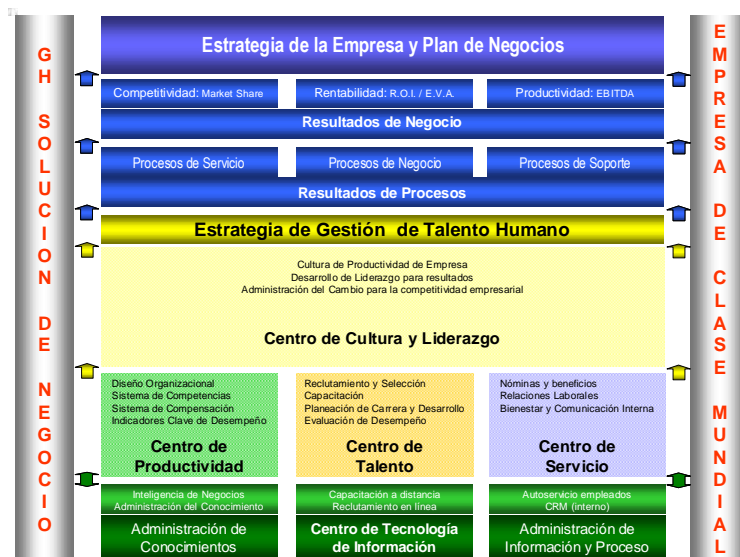 GH SOLUCION DE NEGOCIO
EMPRESA DE CLASE MUNDIAL
Estrategia de la Empresa y Plan de Negocios
Competitividad: Market Share
Rentabilidad: R.O.I. / E.V.A.
Productividad: EBITDA
Resultados de Negocio
Procesos de Servicio
Procesos de Negocio
Procesos de Soporte
Resultados de Procesos
Estrategia de Gestión de Talento Humano
Cultura de Productividad de Empresa
Desarrollo de Liderazgo para resultados
Administración del Cambio para la competitividad empresarial
Centro de Cultura y Liderazgo
Diseño Organizacional
Sistema de Competencias
Sistema de Compensación
Indicadores Clave de Desempeño
Centro de
Productividad
Reclutamiento y Selección
Capacitación
Planeación de Carrera y Desarrollo
Evaluación de Desempeño
Centro de
Talento
Nóminas y beneficios
Relaciones Laborales
Bienestar y Comunicación Interna
Centro de
Servicio
Inteligencia de Negocios
Administración del Conocimiento
Capacitación a distancia
Reclutamiento en línea
Autoservicio empleados
CRM (interno)
Administración de
Conocimientos
Centro de Tecnología
de Información
Administración de
Información y Proceso